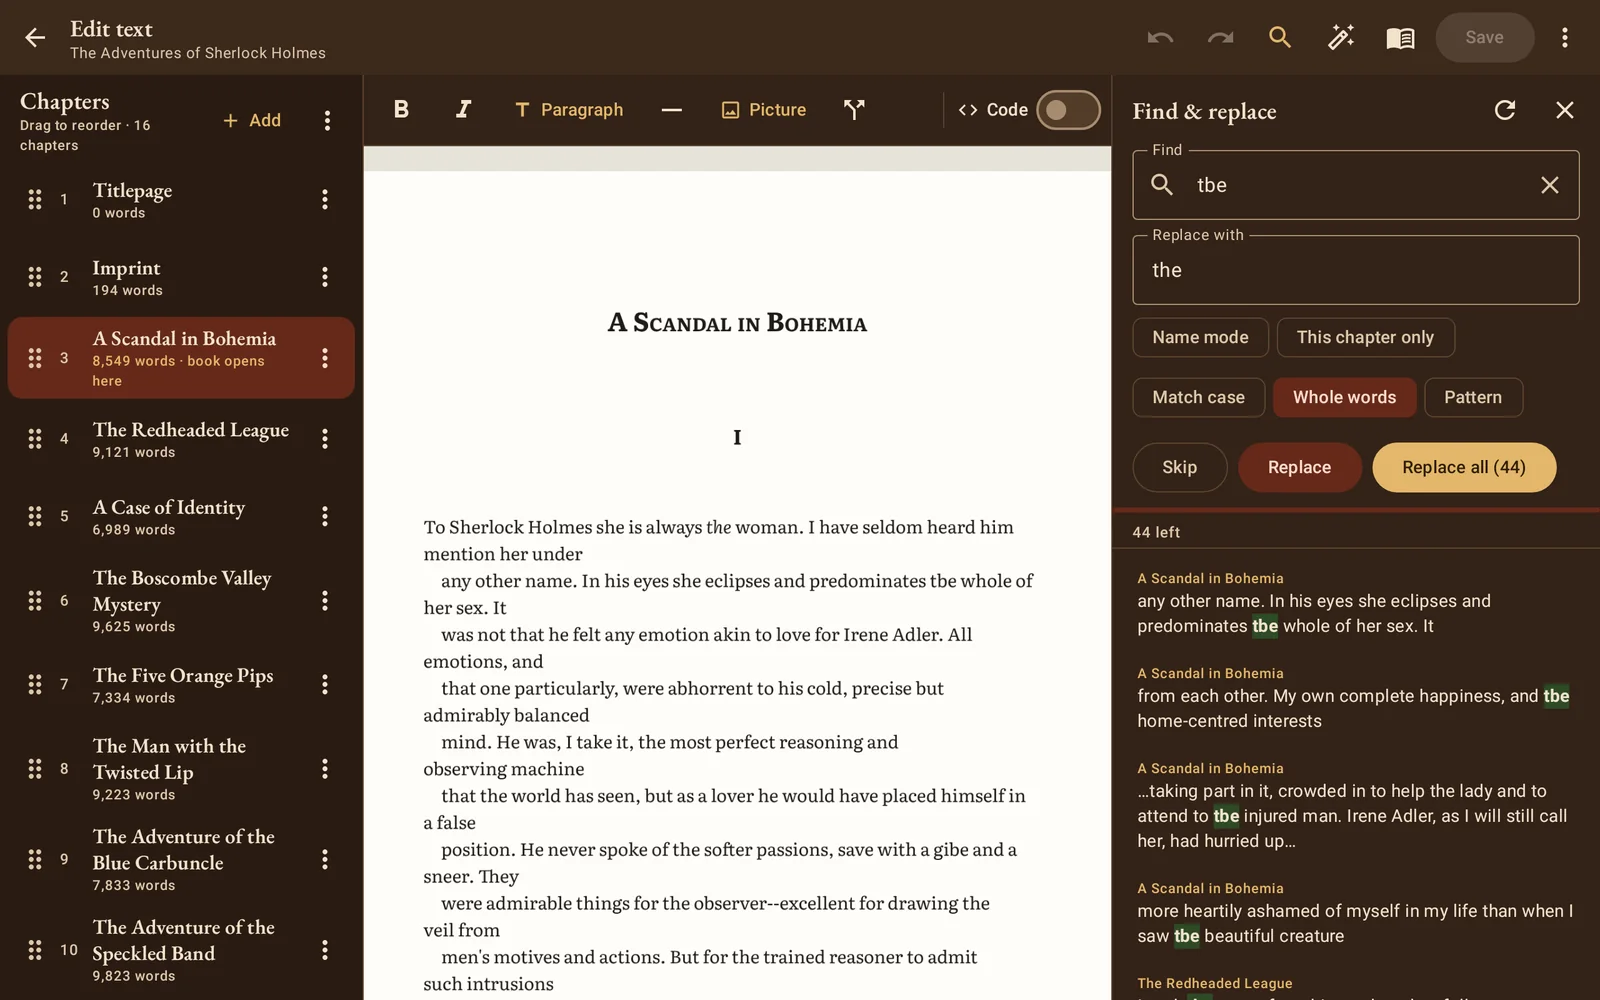 Edit text
The Adventures of Sherlock Holmes
Save
Chapters
Drag to reorder · 16
chapters
+ Add
1
Titlepage
0 words
2
Imprint
194 words
3
A Scandal in Bohemia
8,549 words · book opens
here
4
The Redheaded League
9,121 words
5
A Case of Identity
6,989 words
6
The Boscombe Valley
Mystery
9,625 words
7
The Five Orange Pips
7,334 words
8
The Man with the
Twisted Lip
9,223 words
9
The Adventure of the
Blue Carbuncle
7,833 words
10
The Adventure of the
Speckled Band
9,823 words
B I T Paragraph — Picture <> Code
A Scandal in Bohemia
I
To Sherlock Holmes she is always the woman. I have seldom heard him
mention her under
any other name. In his eyes she eclipses and predominates tbe whole of
her sex. It
was not that he felt any emotion akin to love for Irene Adler. All
emotions, and
that one particularly, were abhorrent to his cold, precise but
admirably balanced
mind. He was, I take it, the most perfect reasoning and
observing machine
that the world has seen, but as a lover he would have placed himself in
a false
position. He never spoke of the softer passions, save with a gibe and a
sneer. They
were admirable things for the observer--excellent for drawing the
veil from
men's motives and actions. But for the trained reasoner to admit
such intrusions
Find & replace
Find
tbe
Replace with
the
Name mode
This chapter only
Match case
Whole words
Pattern
Skip
Replace
Replace all (44)
44 left
A Scandal in Bohemia
any other name. In his eyes she eclipses and
predominates tbe whole of her sex. It
A Scandal in Bohemia
from each other. My own complete happiness, and tbe
home-centred interests
A Scandal in Bohemia
…taking part in it, crowded in to help the lady and to
attend to tbe injured man. Irene Adler, as I will still call
her, had hurried up…
A Scandal in Bohemia
more heartily ashamed of myself in my life than when I
saw tbe beautiful creature
The Redheaded League